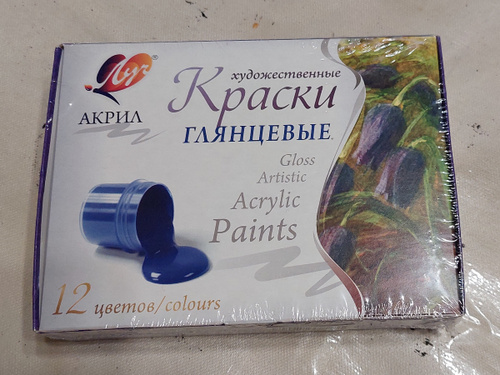 Луч
АКРИЛ
художественные
Краски
ГЛЯНЦЕВЫЕ
Gloss
Artistic
Acrylic
Paints
12 цветов/colours